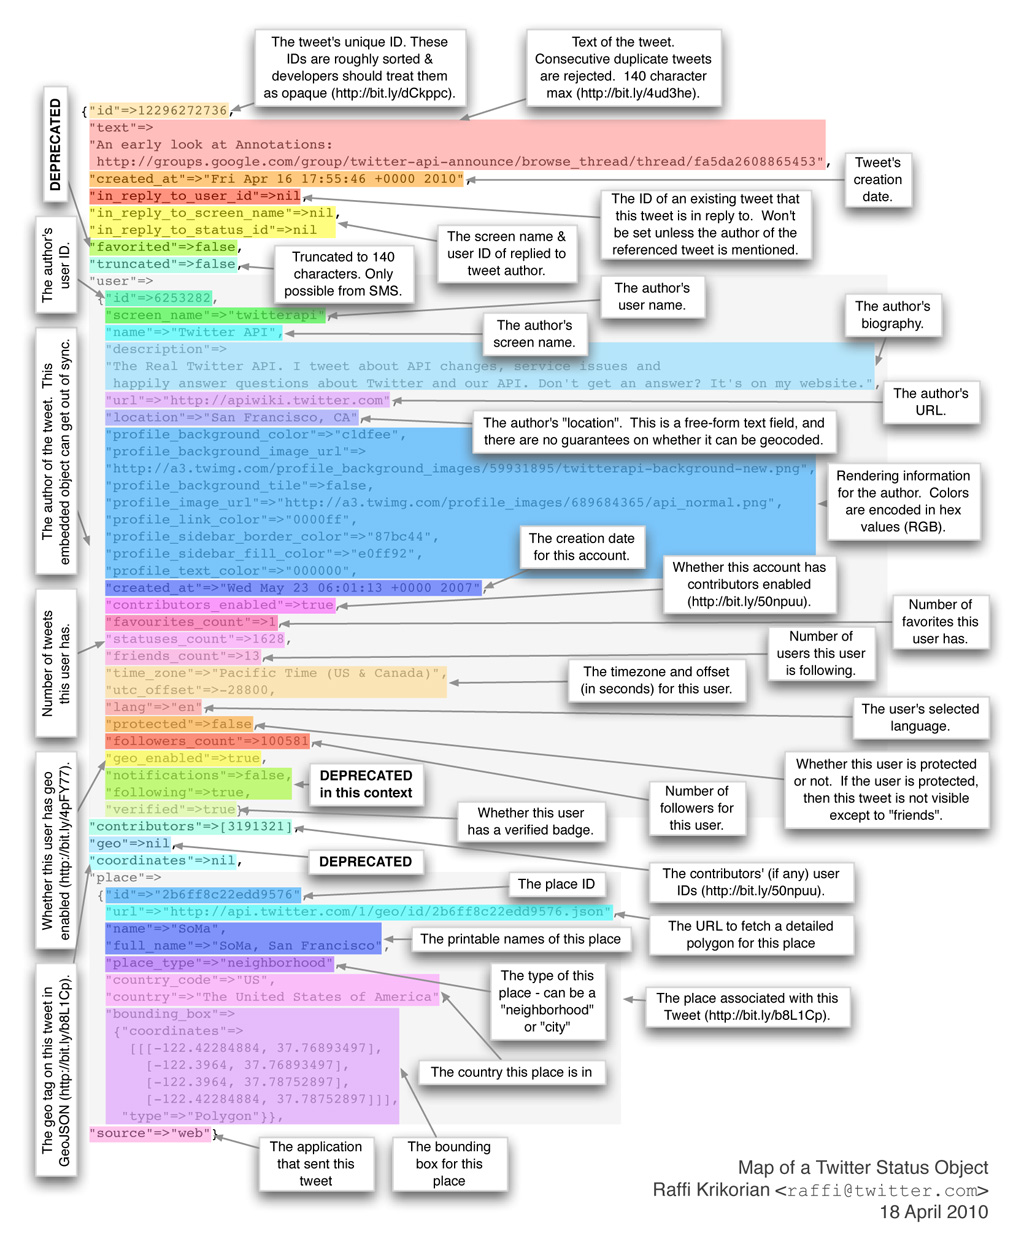 The tweet's unique ID. These
IDs are roughly sorted &
developers should treat them
as opaque (http://bit.ly/dCkppc).
Text of the tweet.
Consecutive duplicate tweets
are rejected. 140 character
max (http://bit.ly/4ud3he).
DEPRECATED
{"id"=>12296272736,
"text"=>
"An early look at Annotations:
http://groups.google.com/group/twitter-api-announce/browse_thread/thread/fa5da2608865453",
"created_at"=>"Fri Apr 16 17:55:46 +0000 2010",
Tweet's
creation
date.
"in_reply_to_user_id"=>nil,
"in_reply_to_screen_name"=>nil,
"in_reply_to_status_id"=>nil
The ID of an existing tweet that
this tweet is in reply to. Won't
be set unless the author of the
referenced tweet is mentioned.
The screen name &
user ID of replied to
tweet author.
"favorited"=>false,
"truncated"=>false,
Truncated to 140
characters. Only
possible from SMS.
The author's
user ID.
"user"=>
{"id"=>6253282,
"screen_name"=>"twitterapi",
The author's
user name.
"name"=>"Twitter API",
The author's
screen name.
The author's
biography.
"description"=>
"The Real Twitter API. I tweet about API changes, service issues and
happily answer questions about Twitter and our API. Don't get an answer? It's on my website.",
"url"=>"http://apiwiki.twitter.com",
The author's
URL.
"location"=>"San Francisco, CA",
The author's "location". This is a free-form text field, and
there are no guarantees on whether it can be geocoded.
The author of the tweet. This
embedded object can get out of sync.
"profile_background_color"=>"c1dfee",
"profile_background_image_url"=>
"http://a3.twimg.com/profile_background_images/59931895/twitterapi-background-new.png",
"profile_background_tile"=>false,
"profile_image_url"=>"http://a3.twimg.com/profile_images/689684365/api_normal.png",
"profile_link_color"=>"0000ff",
"profile_sidebar_border_color"=>"87bc44",
"profile_sidebar_fill_color"=>"e0ff92",
"profile_text_color"=>"000000",
Rendering information
for the author. Colors
are encoded in hex
values (RGB).
The creation date
for this account.
"created_at"=>"Wed May 23 06:01:13 +0000 2007",
"contributors_enabled"=>true,
Whether this account has
contributors enabled
(http://bit.ly/50npuu).
"favourites_count"=>1,
Number of
favorites this
user has.
"statuses_count"=>1628,
Number of tweets
this user has.
"friends_count"=>13,
Number of
users this user
is following.
"time_zone"=>"Pacific Time (US & Canada)",
"utc_offset"=>-28800,
The timezone and offset
(in seconds) for this user.
"lang"=>"en",
The user's selected
language.
"protected"=>false,
Whether this user is protected
or not. If the user is protected,
then this tweet is not visible
except to "friends".
"followers_count"=>100581,
Number of
followers for
this user.
"geo_enabled"=>true,
Whether this user has geo
enabled (http://bit.ly/4pFY77).
"notifications"=>false,
"following"=>true,
DEPRECATED
in this context
"verified"=>true},
Whether this user
has a verified badge.
"contributors"=>[3191321],
The contributors' (if any) user
IDs (http://bit.ly/50npuu).
"geo"=>nil,
DEPRECATED
"coordinates"=>nil,
The geo tag on this tweet in
GeoJSON (http://bit.ly/b8L1Cp).
"place"=>
{"id"=>"2b6ff8c22edd9576",
The place ID
"url"=>"http://api.twitter.com/1/geo/id/2b6ff8c22edd9576.json",
The URL to fetch a detailed
polygon for this place
"name"=>"SoMa",
"full_name"=>"SoMa, San Francisco",
The printable names of this place
"place_type"=>"neighborhood",
The type of this
place - can be a
"neighborhood"
or "city"
The place associated with this
Tweet (http://bit.ly/b8L1Cp).
"country_code"=>"US",
"country"=>"The United States of America",
The country this place is in
"bounding_box"=>
{"coordinates"=>
[[[-122.42284884, 37.76893497],
[-122.3964, 37.76893497],
[-122.3964, 37.78752897],
[-122.42284884, 37.78752897]]],
"type"=>"Polygon"}},
The bounding
box for this
place
"source"=>"web"}
The application
that sent this
tweet
Map of a Twitter Status Object
Raffi Krikorian <raffi@twitter.com>
18 April 2010